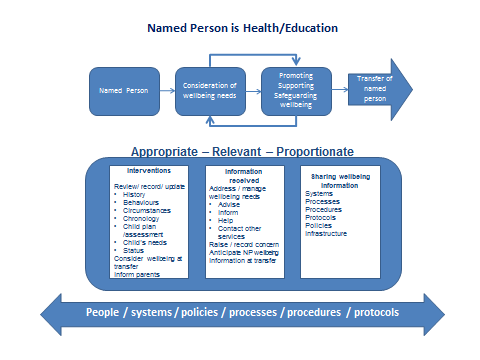 Named Person is Health/Education
Named Person
Consideration of
wellbeing needs
Promoting
Supporting
Safeguarding
wellbeing
Transfer of
named
person
Appropriate – Relevant – Proportionate
Interventions
Review/ record/ update
• History
• Behaviours
• Circumstances
• Chronology
• Child plan
/assessment
• Child's needs
• Status
Consider wellbeing at
transfer
Inform parents
Information
received
Address / manage
wellbeing needs
• Advise
• Inform
• Help
• Contact other
services
Raise / record concern
Anticipate NP wellbeing
information at transfer
Sharing wellbeing
information
Systems
Processes
Procedures
Protocols
Policies
Infrastructure
People / systems / policies / processes / procedures / protocols